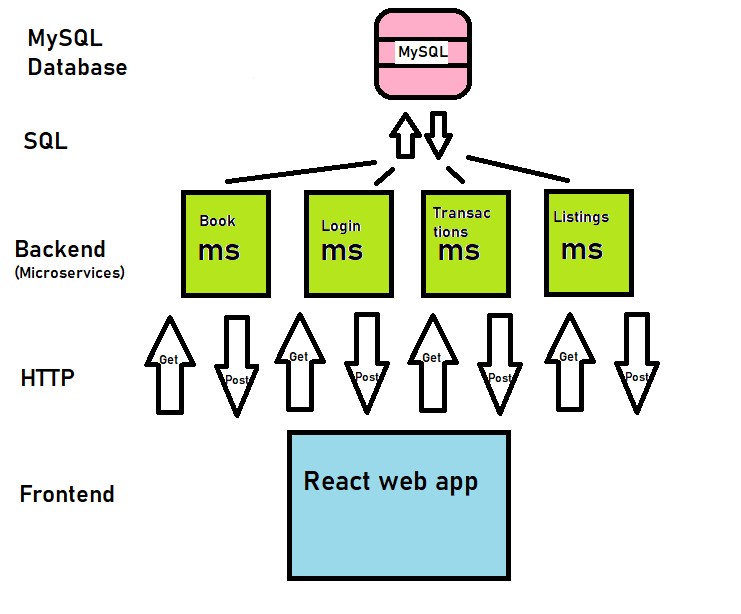 MySQL
Database
MySQL
SQL
Book
ms
Login
ms
Transac
tions
ms
Listings
ms
Backend
(Microservices)
Get
Post
Get
Post
Get
Post
Get
Post
HTTP
React web app
Frontend